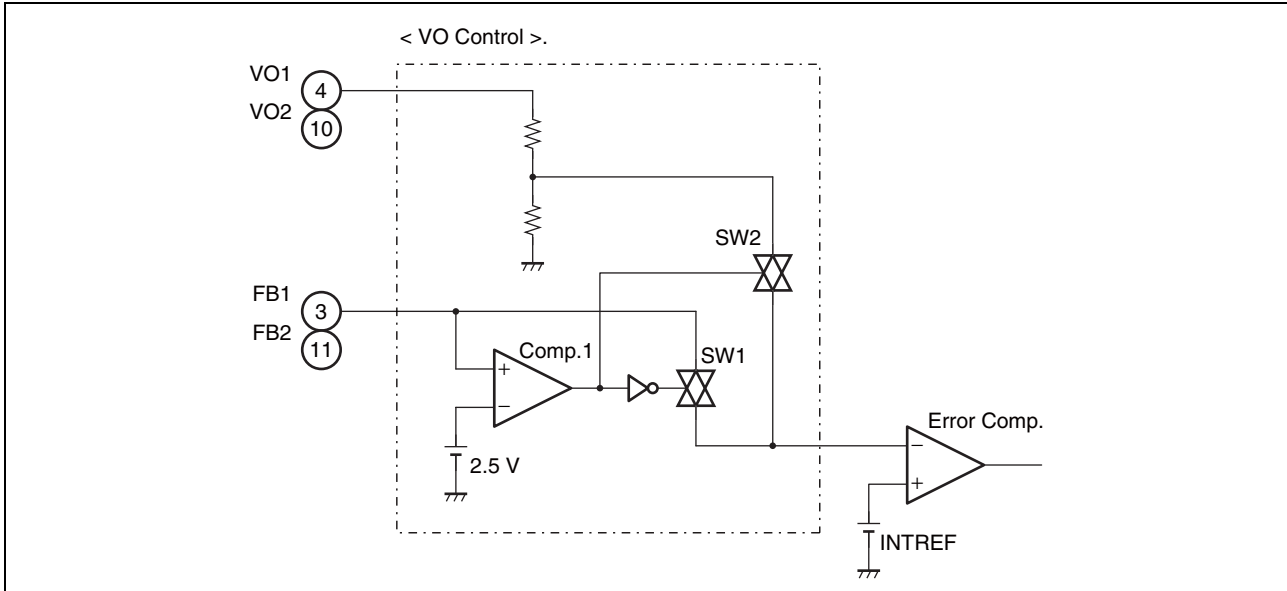 < VO Control >.
VO1
4
VO2
10
SW2
FB1
3
FB2
11
Comp.1
SW1
+
−
2.5 V
Error Comp.
−
+
INTREF